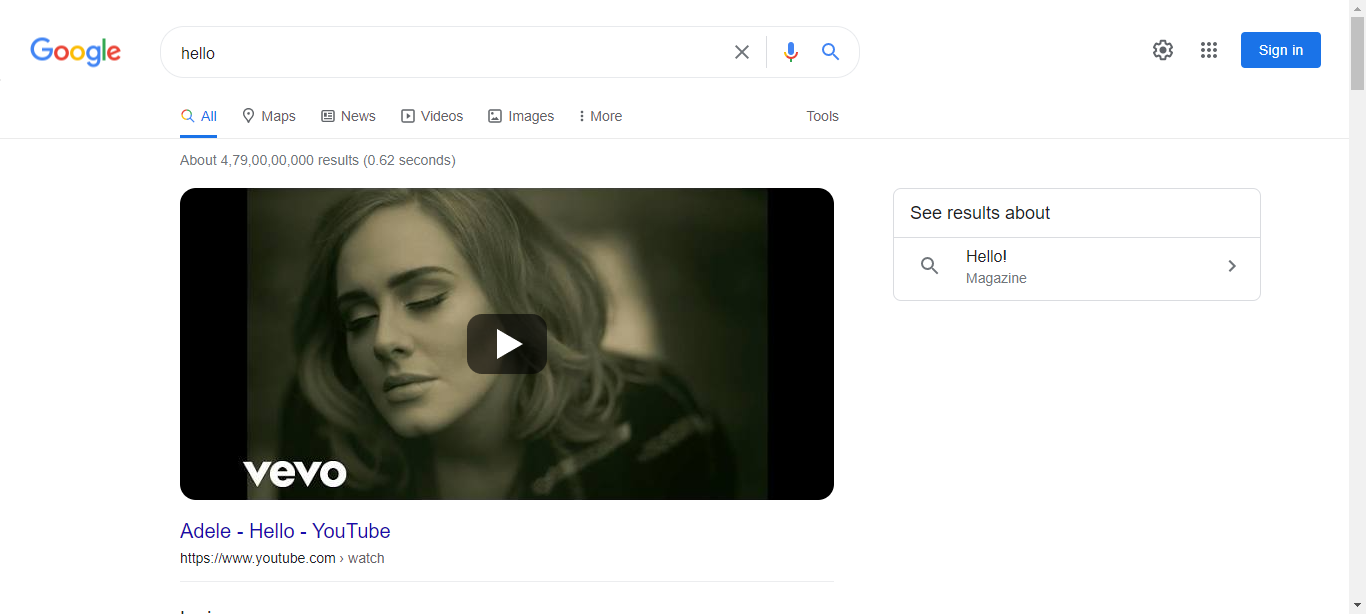 Google
hello
Sign in
All Maps News Videos Images More Tools
About 4,79,00,00,000 results (0.62 seconds)
vevo
See results about
Hello!
Magazine
Adele - Hello - YouTube
https://www.youtube.com › watch